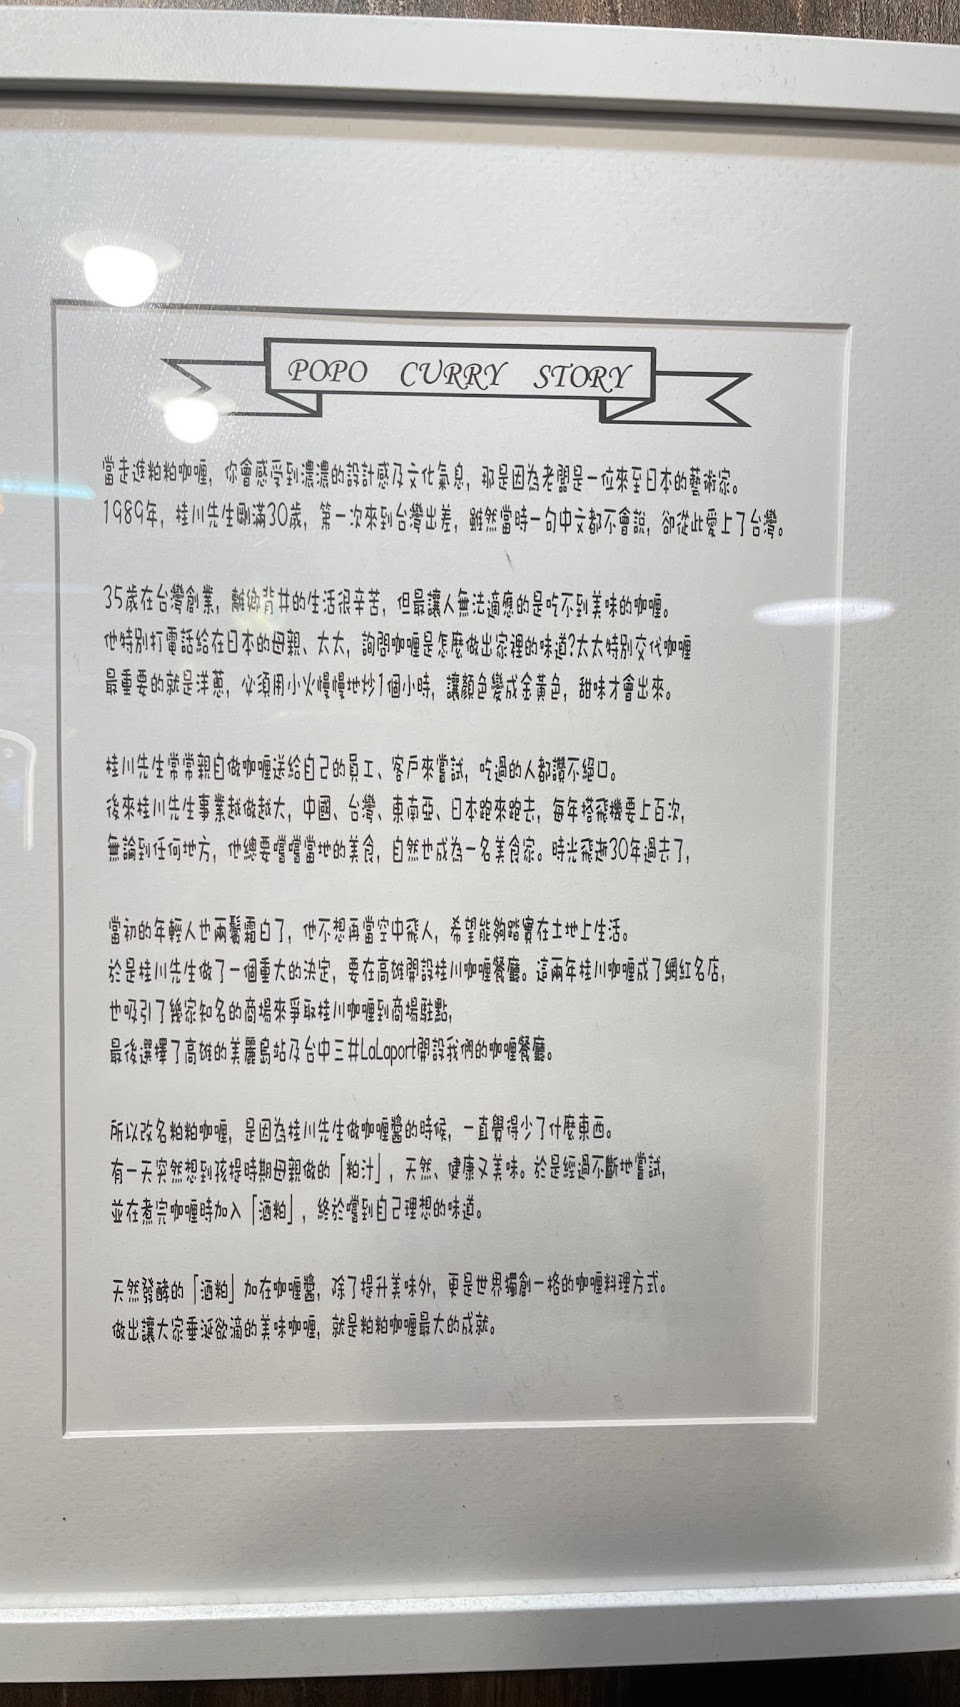 POPO CURRY STORY
當走進粕粕咖喱，你會感受到濃濃的設計感及文化氣息，那是因為老闆是一位來至日本的藝術家。
1989年，桂川先生剛滿30歲，第一次來到台灣出差，雖然當時一句中文都不會說，卻從此愛上了台灣。
35歲在台灣創業，離鄉背井的生活很辛苦，但最讓人無法適應的是吃不到美味的咖喱。
他特別打電話給在日本的母親、太太，詢問咖喱是怎麼做出家裡的味道?太太特別交代咖喱
最重要的就是洋蔥，必須用小火慢慢地炒1個小時，讓顏色變成金黃色，甜味才會出來。
桂川先生常常親自做咖喱送給自己的員工、客戶來嘗試，吃過的人都讚不絕口。
後來桂川先生事業越做越大，中國、台灣、東南亞、日本跑來跑去，每年搭飛機要上百次，
無論到任何地方，他總要嚐嚐當地的美食，自然也成為一名美食家。時光飛逝30年過去了，
當初的年輕人也兩鬢霜白了，他不想再當空中飛人，希望能夠踏實在土地上生活。
於是桂川先生做了一個重大的決定，要在高雄開設桂川咖喱餐廳。這兩年桂川咖喱成了網紅名店，
也吸引了幾家知名的商場來爭取桂川咖喱到商場駐點，
最後選擇了高雄的美麗島站及台中三井LaLaport開設我們的咖喱餐廳。
所以改名粕粕咖喱，是因為桂川先生做咖喱醬的時候，一直覺得少了什麼東西。
有一天突然想到孩提時期母親做的「粕汁」，天然、健康又美味。於是經過不斷地嘗試，
並在煮完咖喱時加入「酒粕」，終於嚐到自己理想的味道。
天然發酵的「酒粕」加在咖喱醬，除了提升美味外，更是世界獨創一格的咖喱料理方式。
做出讓大家垂涎欲滴的美味咖喱，就是粕粕咖喱最大的成就。